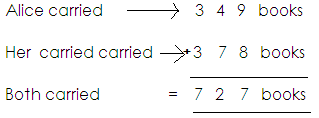 Alice carried 3 4 9 books
Her carried carried +3 7 8 books
Both carried = 7 2 7 books